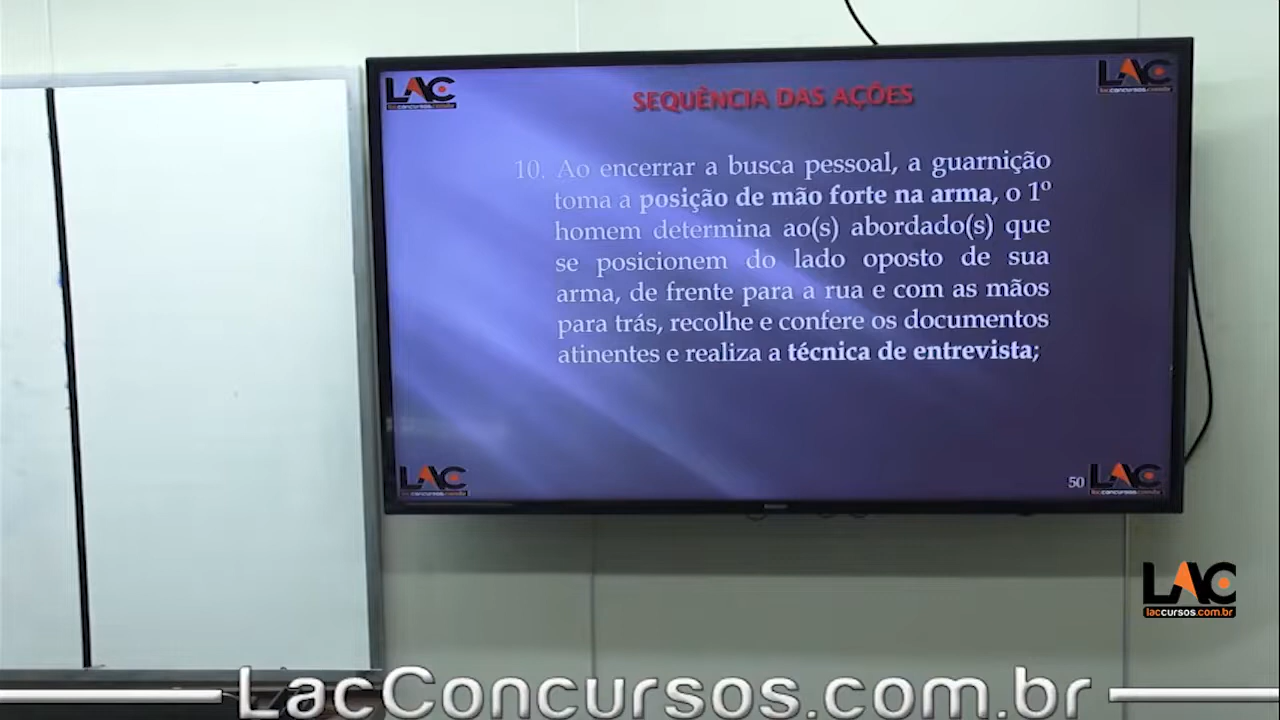 LAC
LAC
SEQUÊNCIA DAS AÇÕES
10. Ao encerrar a busca pessoal, a guarnição
toma a posição de mão forte na arma, o 1º
homem determina ao(s) abordado(s) que
se posicionem do lado oposto de sua
arma, de frente para a rua e com as mãos
para trás, recolhe e confere os documentos
atinentes e realiza a técnica de entrevista;
LAC
50
LAC
LAC
laccursos.com.br
LacConcursos.com.br